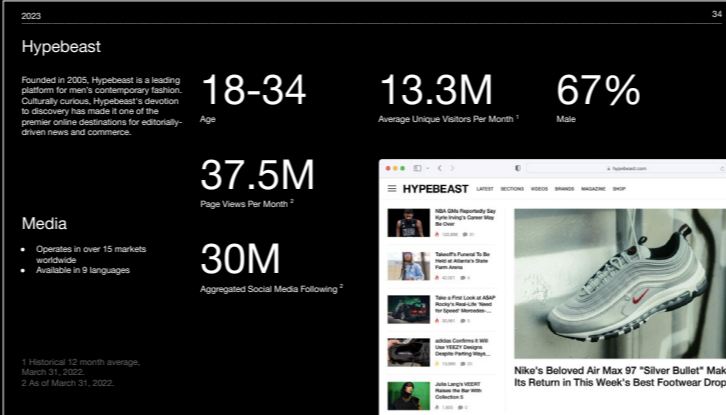 2023
34
Hypebeast
Founded in 2005, Hypebeast is a leading
platform for men's contemporary fashion.
Culturally curious, Hypebeast's devotion
to discovery has made it one of the
premier online destinations for editorially-
driven news and commerce.
18-34
Age
13.3M
Average Unique Visitors Per Month 1
67%
Male
37.5M
Page Views Per Month 2
30M
Aggregated Social Media Following 2
Media
• Operates in over 15 markets
worldwide
• Available in 9 languages
1 Historical 12 month average,
March 31, 2022.
2 As of March 31, 2022.
hypebeast.com
HYPEBEAST
LATEST SECTIONS VIDEOS BRANDS MAGAZINE SHOP
NBA GMs Reportedly Say
Kyrie Irving's Career May
Be Over
Takeoff's Funeral To Be
Held at Atlanta's State
Farm Arena
Take a First Look at ASAP
Rocky's Real-Life 'Need
for Speed' Mercedes-...
adidas Confirms It Will
Use YEEZY Designs
Despite Parting Ways...
Julia Lang's VEERT
Raises the Bar With
Collection 5
Nike's Beloved Air Max 97 "Silver Bullet" Mak
Its Return in This Week's Best Footwear Drop